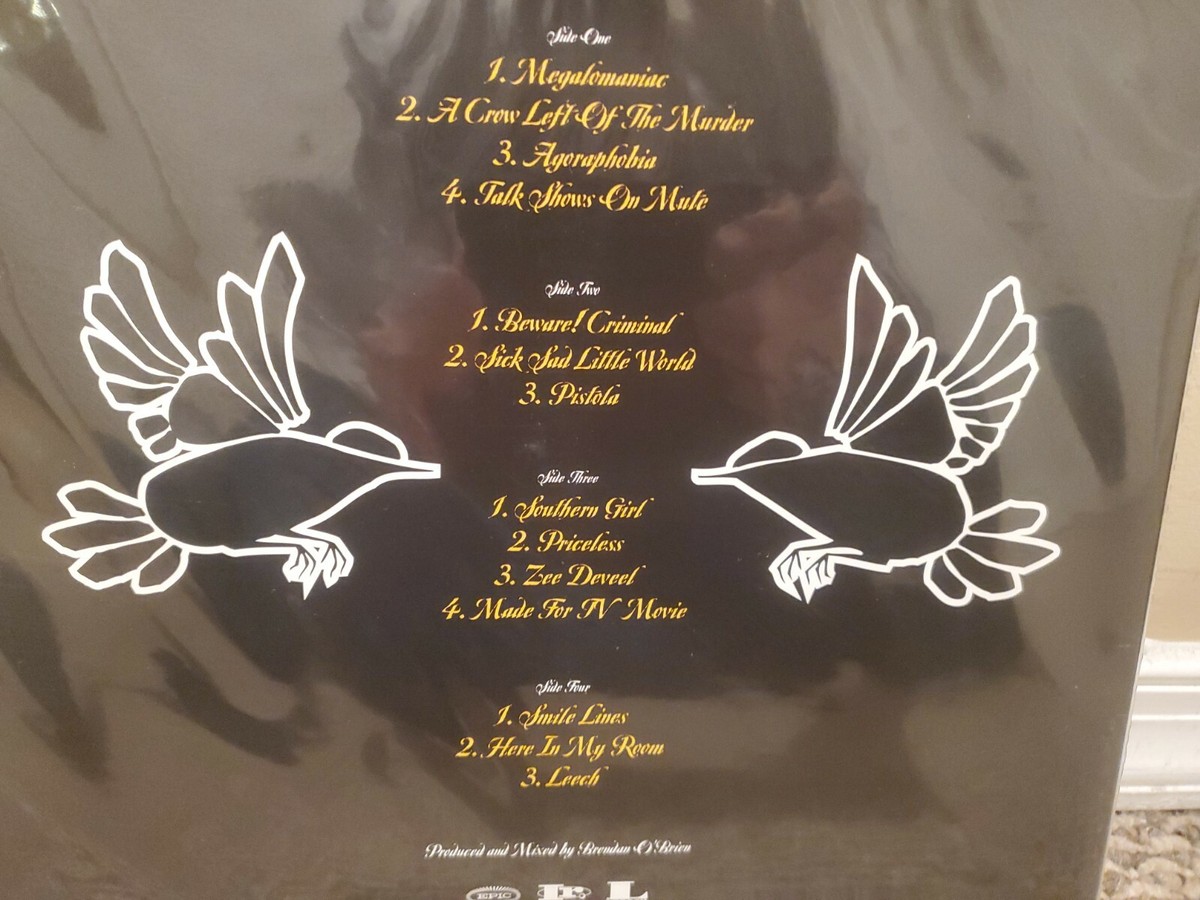 Side One
1. Megalomaniac
2. A Crow Left Of The Murder
3. Agoraphobia
4. Talk Shows On Mute
Side Two
1. Beware! Criminal
2. Sick Sad Little World
3. Pistola
Side Three
1. Southern Girl
2. Priceless
3. Zee Deveel
4. Made For TV Movie
Side Four
1. Smile Lines
2. Here In My Room
3. Leech
Produced and Mixed by Brendan O'Brien
EPIC